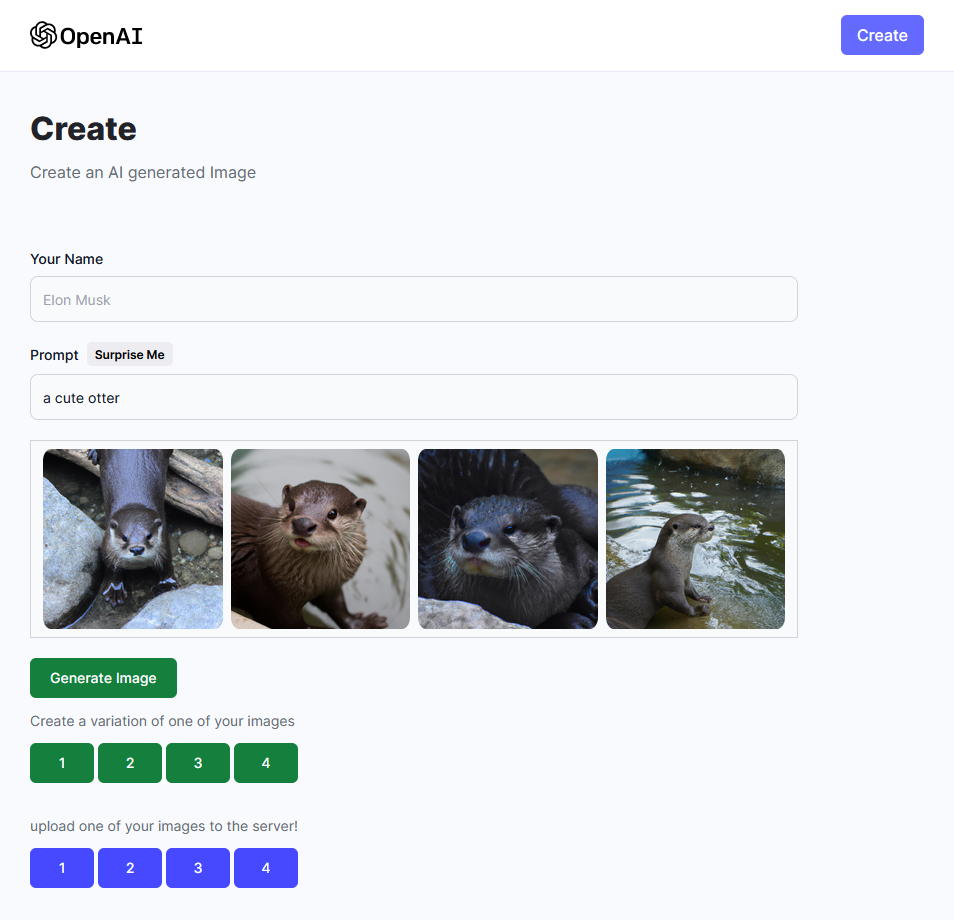 OpenAI
Create
Create
Create an AI generated Image
Your Name
Elon Musk
Prompt Surprise Me
a cute otter
Generate Image
Create a variation of one of your images
1 2 3 4
upload one of your images to the server!
1 2 3 4